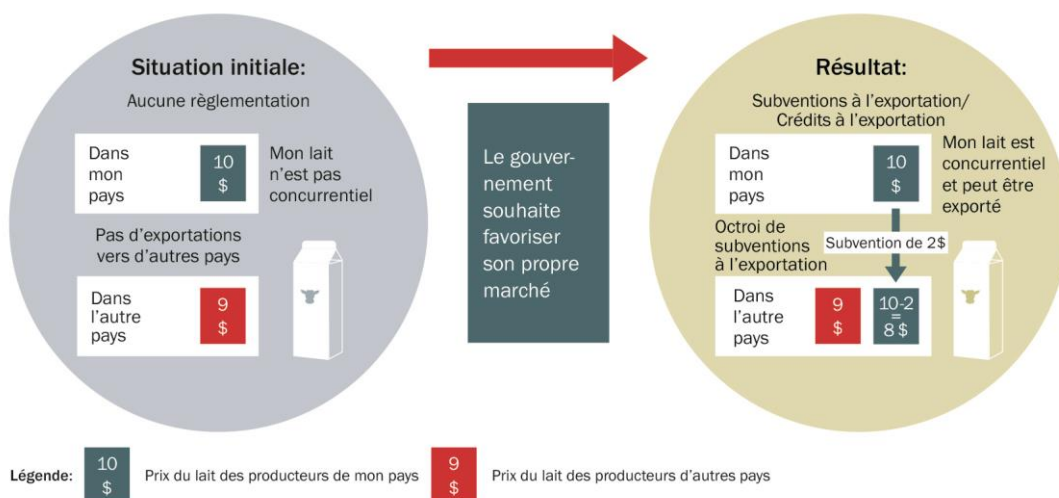 Situation initiale:
Aucune règlementation
Dans
mon
pays
10
$
Mon lait
n'est pas
concurrentiel
Pas d'exportations
vers d'autres pays
Dans
l'autre
pays
9
$
Le gouver-
nement
souhaite
favoriser
son propre
marché
Résultat:
Subventions à l'exportation/
Crédits à l'exportation
Dans
mon
pays
10
$
Mon lait est
concurrentiel
et peut être
exporté
Octroi de
subventions
à l'exportation
Subvention de 2$
Dans
l'autre
pays
9
$
10-2
=
8 $
Légende:
10
$
Prix du lait des producteurs de mon pays
9
$
Prix du lait des producteurs d'autres pays